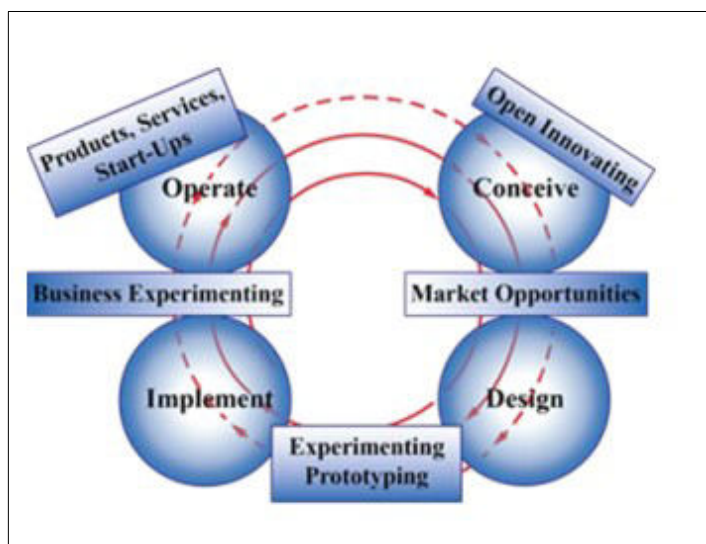 Products, Services,
Start-Ups
Open Innovating
Operate
Conceive
Business Experimenting
Market Opportunities
Implement
Design
Experimenting
Prototyping